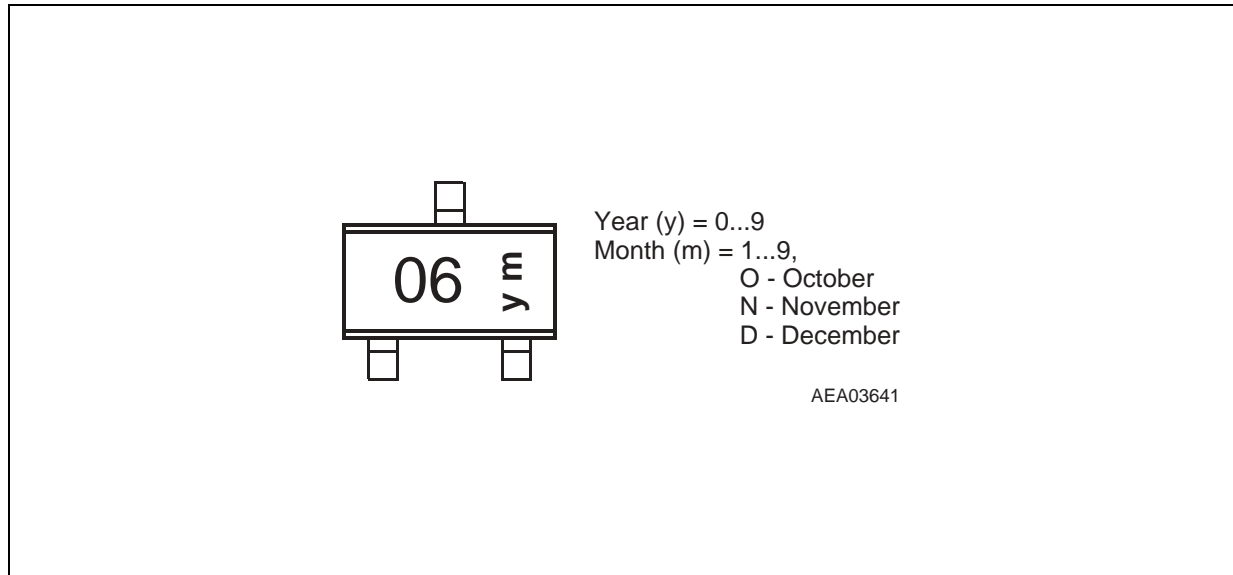 06
y m
Year (y) = 0...9
Month (m) = 1...9,
O - October
N - November
D - December
AEA03641